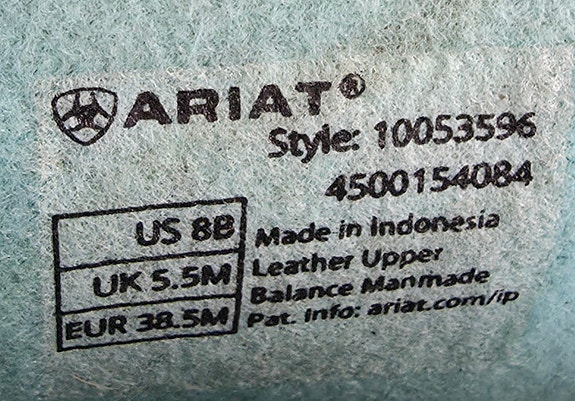 ARIAT®
Style: 10053596
4500154084
US 8B
UK 5.5M
EUR 38.5M
Made in Indonesia
Leather Upper
Balance Manmade
Pat. Info: ariat.com/ip